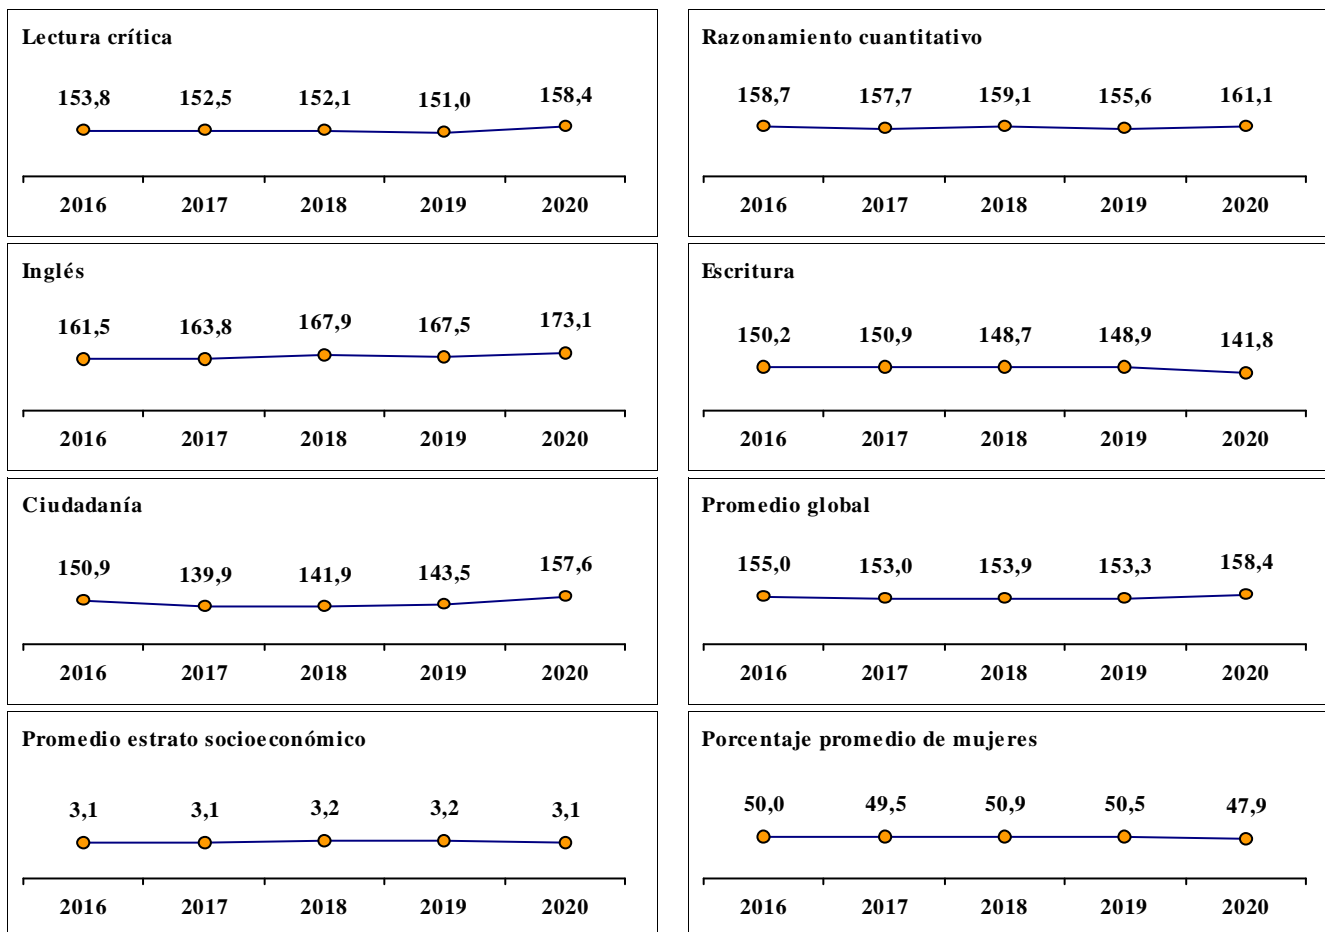 Lectura crítica
153,8 152,5 152,1 151,0 158,4
2016 2017 2018 2019 2020
Razonamiento cuantitativo
158,7 157,7 159,1 155,6 161,1
2016 2017 2018 2019 2020
Inglés
161,5 163,8 167,9 167,5 173,1
2016 2017 2018 2019 2020
Escritura
150,2 150,9 148,7 148,9 141,8
2016 2017 2018 2019 2020
Ciudadanía
150,9 139,9 141,9 143,5 157,6
2016 2017 2018 2019 2020
Promedio global
155,0 153,0 153,9 153,3 158,4
2016 2017 2018 2019 2020
Promedio estrato socioeconómico
3,1 3,1 3,2 3,2 3,1
2016 2017 2018 2019 2020
Porcentaje promedio de mujeres
50,0 49,5 50,9 50,5 47,9
2016 2017 2018 2019 2020